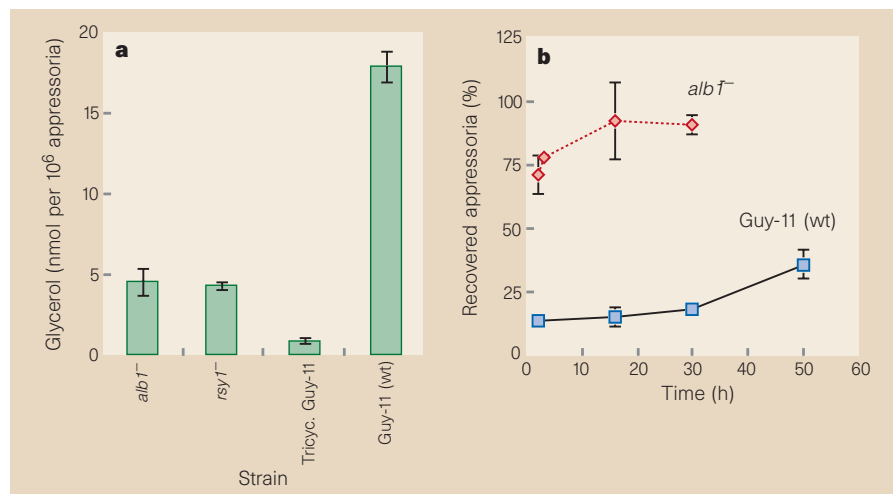 a
Glycerol (nmol per 10⁶ appressoria)
20
15
10
5
0
alb1⁻
rsy1⁻
Tricyc. Guy-11
Guy-11 (wt)
Strain
b
Recovered appressoria (%)
125
100
75
50
25
0
alb1⁻
Guy-11 (wt)
0 10 20 30 40 50 60
Time (h)